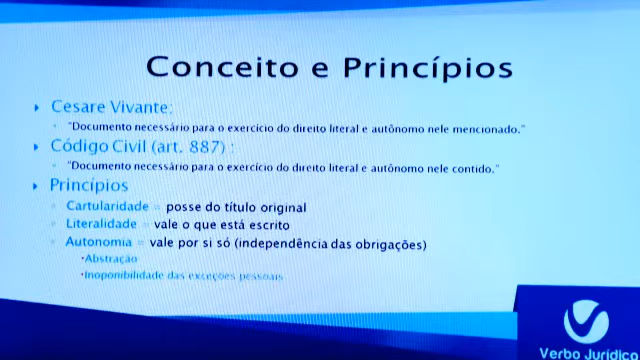 Conceito e Princípios
Cesare Vivante:
"Documento necessário para o exercício do direito literal e autônomo nele mencionado."
Código Civil (art. 887) :
"Documento necessário para o exercício do direito literal e autônomo nele contido."
Princípios
Cartularidade = posse do título original
Literalidade = vale o que está escrito
Autonomia = vale por si só (independência das obrigações)
Abstração
Inoponibilidade das exceções pessoais
Verbo Jurídico